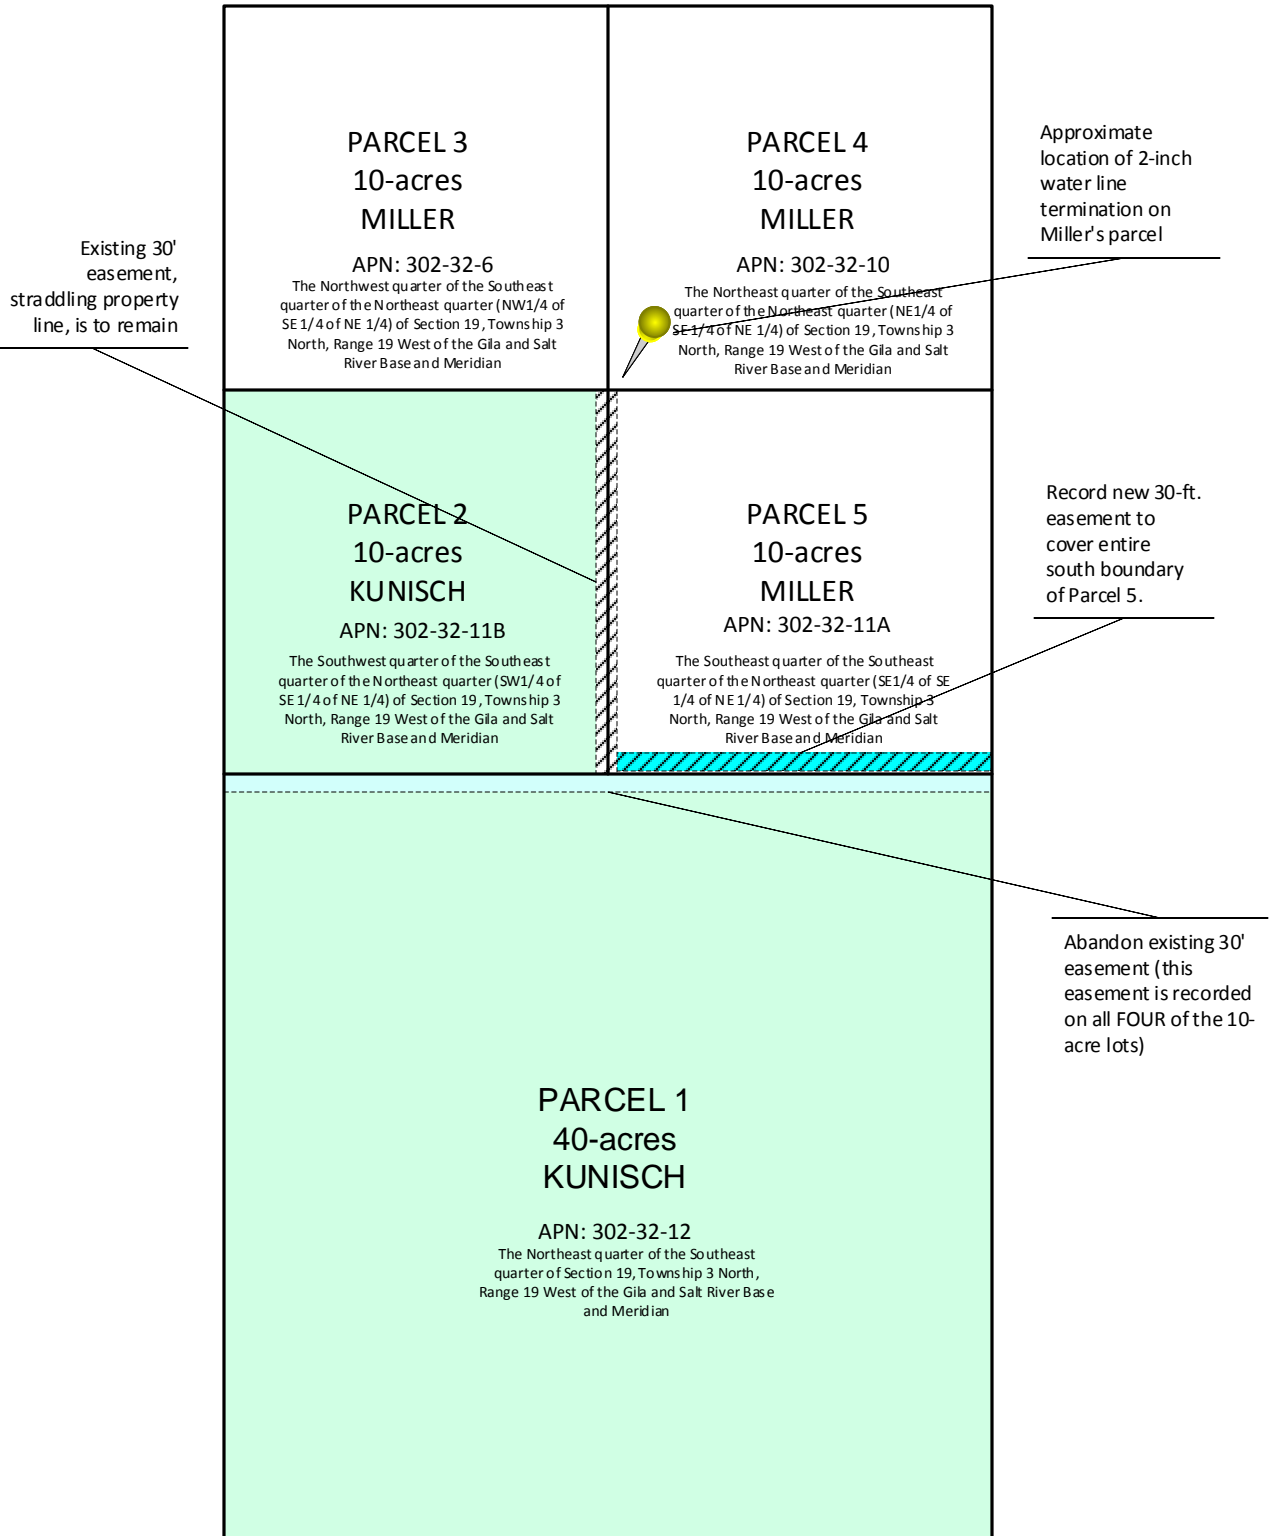 PARCEL 3
10-acres
MILLER
APN: 302-32-6
The Northwest quarter of the Southeast
quarter of the Northeast quarter (NW1/4 of
SE 1/4 of NE 1/4) of Section 19, Township 3
North, Range 19 West of the Gila and Salt
River Base and Meridian
PARCEL 4
10-acres
MILLER
APN: 302-32-10
The Northeast quarter of the Southeast
quarter of the Northeast quarter (NE1/4 of
SE 1/4 of NE 1/4) of Section 19, Township 3
North, Range 19 West of the Gila and Salt
River Base and Meridian
Approximate
location of 2-inch
water line
termination on
Miller's parcel
Existing 30'
easement,
straddling property
line, is to remain
PARCEL 2
10-acres
KUNISCH
APN: 302-32-11B
The Southwest quarter of the Southeast
quarter of the Northeast quarter (SW1/4 of
SE 1/4 of NE 1/4) of Section 19, Township 3
North, Range 19 West of the Gila and Salt
River Base and Meridian
PARCEL 5
10-acres
MILLER
APN: 302-32-11A
The Southeast quarter of the Southeast
quarter of the Northeast quarter (SE1/4 of SE
1/4 of NE 1/4) of Section 19, Township 3
North, Range 19 West of the Gila and Salt
River Base and Meridian
Record new 30-ft.
easement to
cover entire
south boundary
of Parcel 5.
Abandon existing 30'
easement (this
easement is recorded
on all FOUR of the 10-
acre lots)
PARCEL 1
40-acres
KUNISCH
APN: 302-32-12
The Northeast quarter of the Southeast
quarter of Section 19, Township 3 North,
Range 19 West of the Gila and Salt River Base
and Meridian